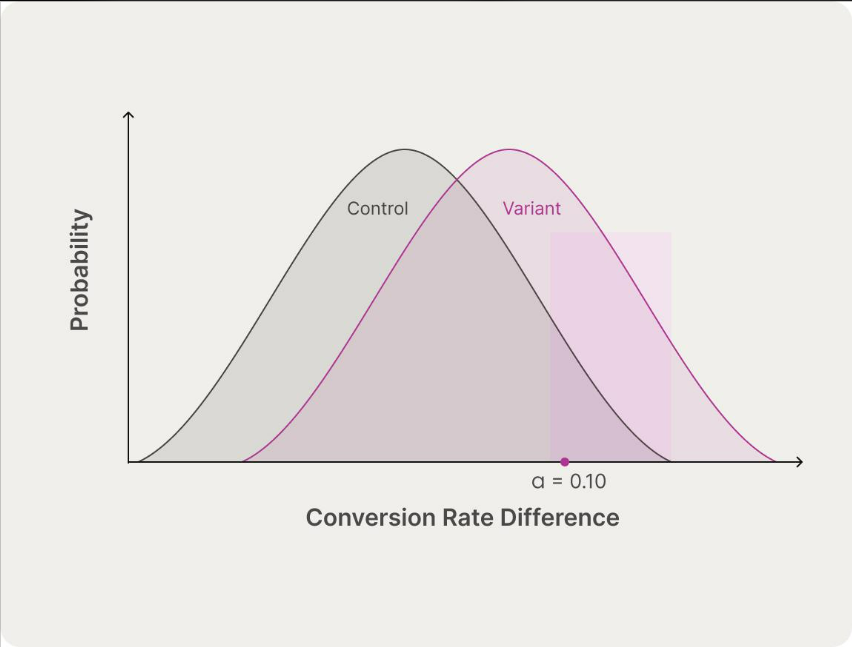 Control
Variant
Probability
α = 0.10
Conversion Rate Difference